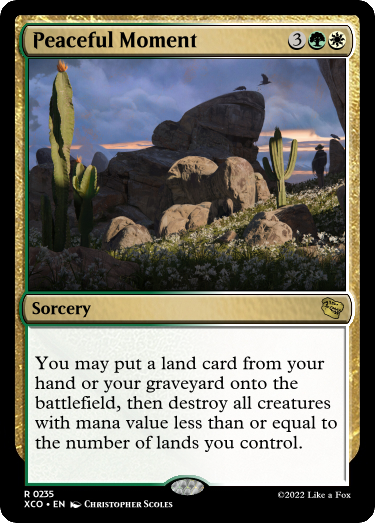 Peaceful Moment 3
Sorcery
You may put a land card from your
hand or your graveyard onto the
battlefield, then destroy all creatures
with mana value less than or equal to
the number of lands you control.
R 0235
XCO • EN Christopher Scoles
©2022 Like a Fox